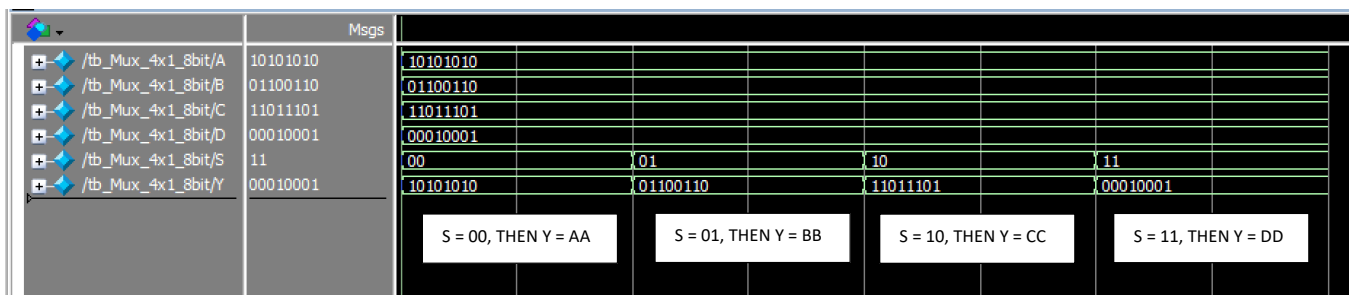 Msgs
/tb_Mux_4x1_8bit/A 10101010 10101010
/tb_Mux_4x1_8bit/B 01100110 01100110
/tb_Mux_4x1_8bit/C 11011101 11011101
/tb_Mux_4x1_8bit/D 00010001 00010001
/tb_Mux_4x1_8bit/S 11 00 01 10 11
/tb_Mux_4x1_8bit/Y 00010001 10101010 01100110 11011101 00010001
S = 00, THEN Y = AA S = 01, THEN Y = BB S = 10, THEN Y = CC S = 11, THEN Y = DD